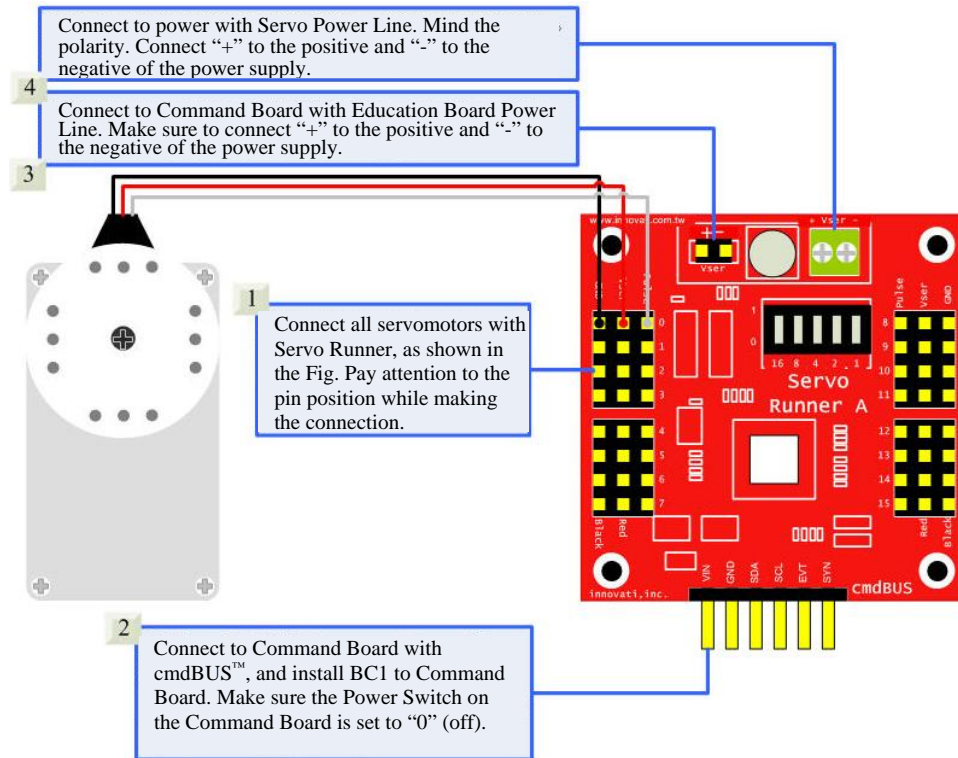 Connect to power with Servo Power Line. Mind the
polarity. Connect “+” to the positive and “-” to the
negative of the power supply.
4
Connect to Command Board with Education Board Power
Line. Make sure to connect “+” to the positive and “-” to
the negative of the power supply.
3
www.innovati.com.tw
+ Vser -
Vser
1
Connect all servomotors with
Servo Runner, as shown in
the Fig. Pay attention to the
pin position while making
the connection.
0
1
2
3
4
5
6
7
Black
Red
1
0
16 8 4 2 1
Servo
Runner A
Pulse
Vser
GND
8
9
10
11
12
13
14
15
Red
Black
VIN
GND
SDA
SCL
EVT
SYN
innovati,inc.
cmdBUS
2
Connect to Command Board with
cmdBUS™, and install BC1 to Command
Board. Make sure the Power Switch on
the Command Board is set to “0” (off).